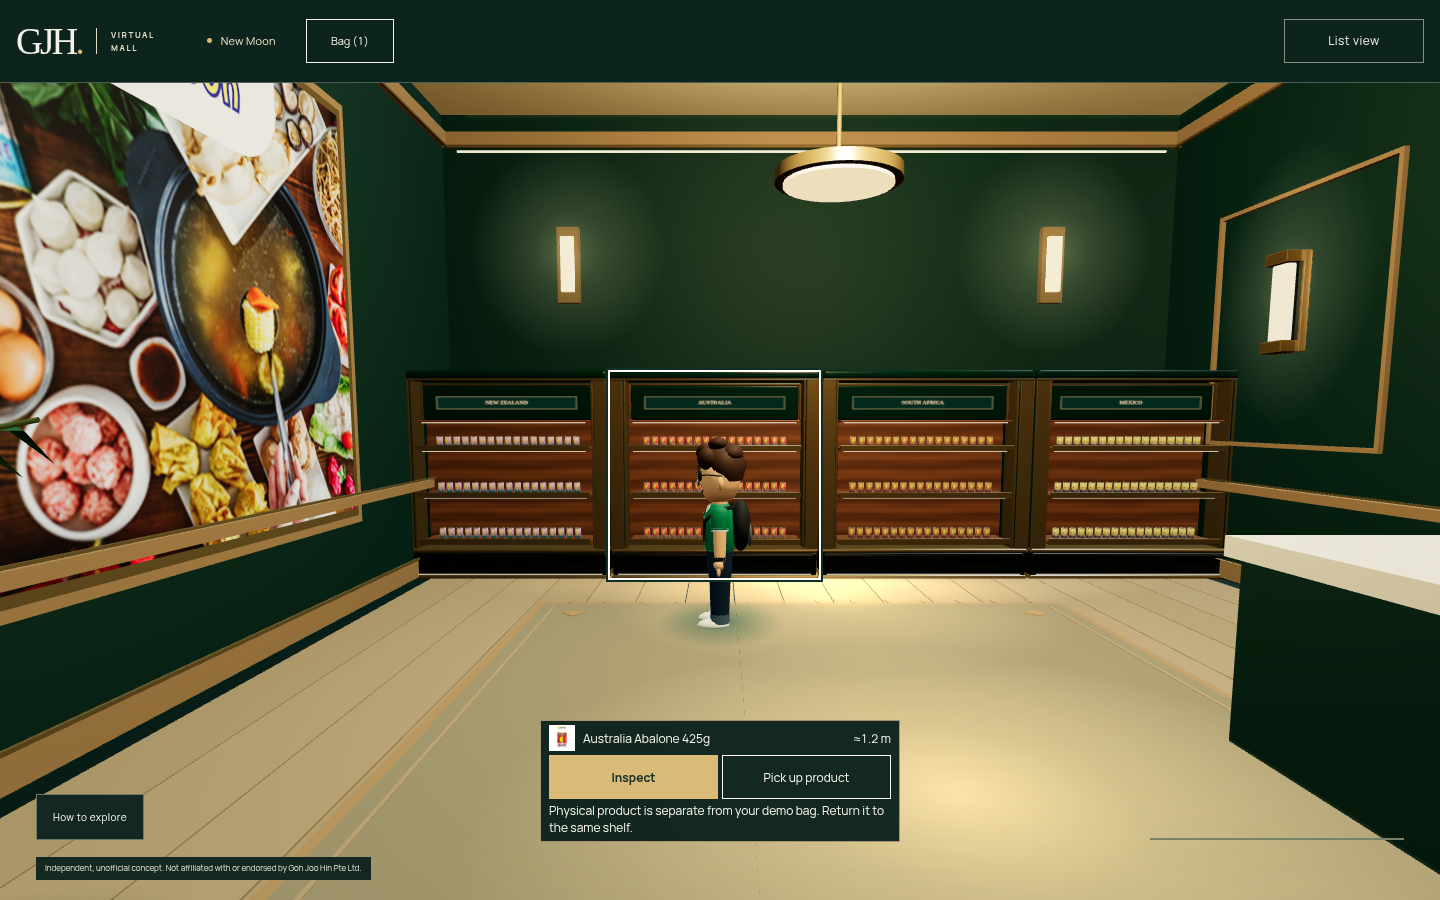 GJH.
VIRTUAL
MALL
New Moon
Bag (1)
List view
NEW ZEALAND
AUSTRALIA
SOUTH AFRICA
MEXICO
Australia Abalone 425g
≈1.2 m
Inspect
Pick up product
Physical product is separate from your demo bag. Return it to
the same shelf.
How to explore
Independent, unofficial concept. Not affiliated with or endorsed by Goh Joo Hin Pte Ltd.